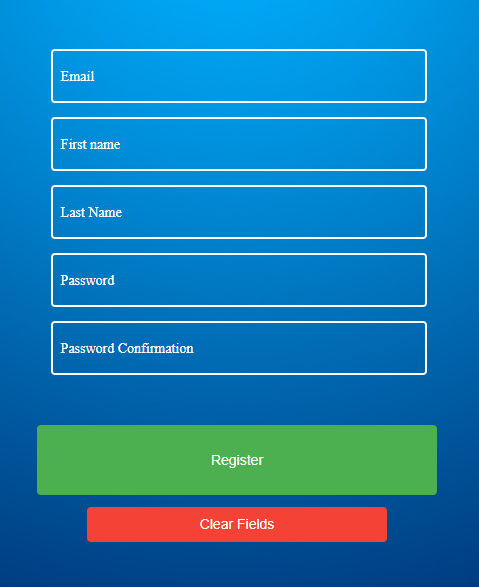 Email
First name
Last Name
Password
Password Confirmation
Register
Clear Fields